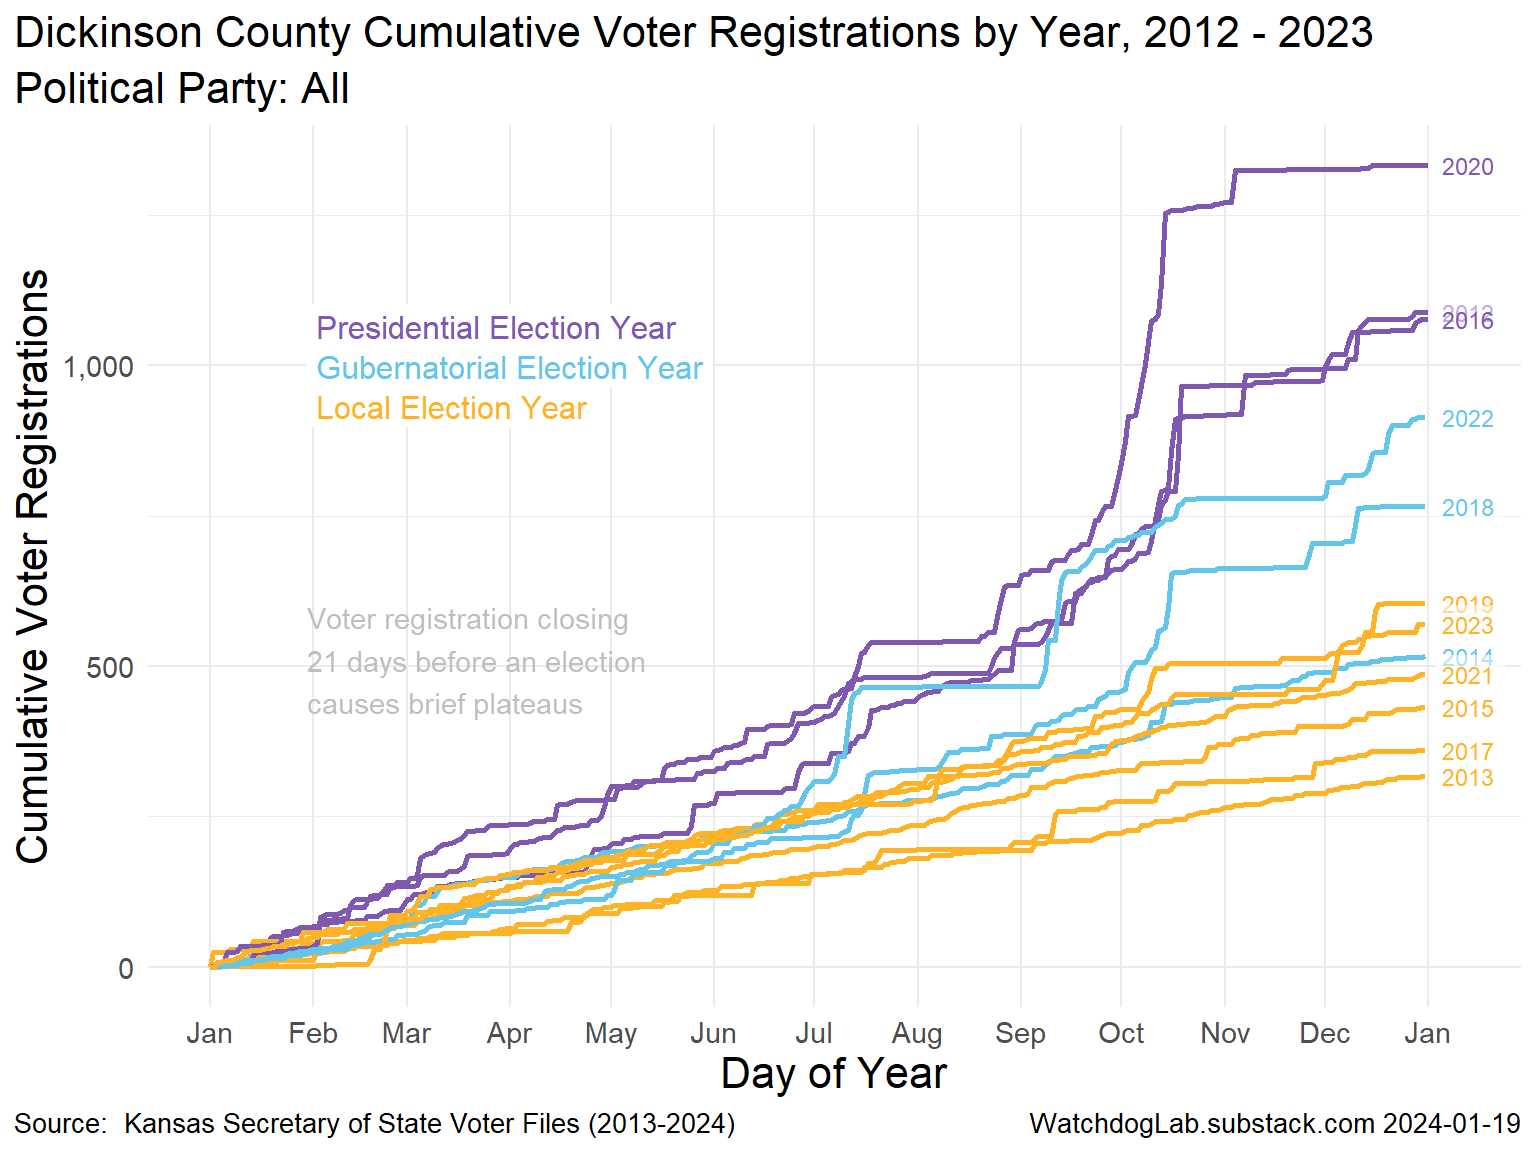 Dickinson County Cumulative Voter Registrations by Year, 2012 - 2023
Political Party: All
Cumulative Voter Registrations
1,000
500
0
Presidential Election Year
Gubernatorial Election Year
Local Election Year
Voter registration closing
21 days before an election
causes brief plateaus
2020
2012
2016
2022
2018
2019
2023
2014
2021
2015
2017
2013
Jan Feb Mar Apr May Jun Jul Aug Sep Oct Nov Dec Jan
Day of Year
Source:  Kansas Secretary of State Voter Files (2013-2024)
WatchdogLab.substack.com 2024-01-19